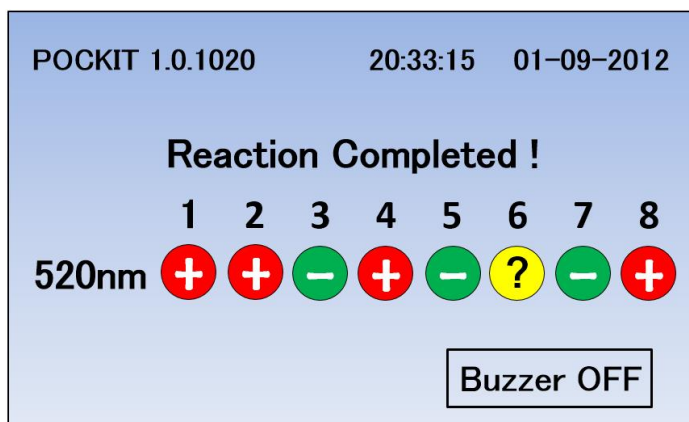 POCKIT 1.0.1020 20:33:15 01-09-2012
Reaction Completed !
1 2 3 4 5 6 7 8
520nm + + − + − ? − +
Buzzer OFF